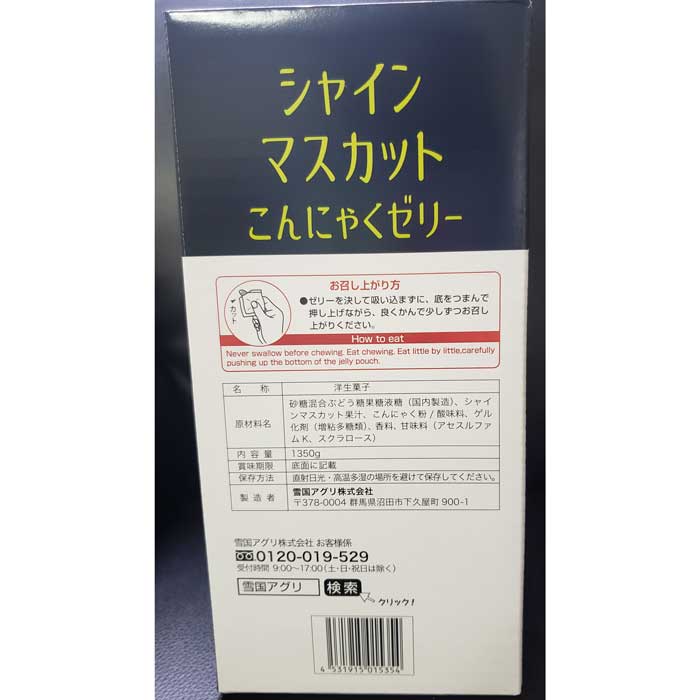 シャイン
マスカット
こんにゃくゼリー
お召し上がり方
カット
●ゼリーを決して吸い込まずに、底をつまんで
押し上げながら、良くかんで少しずつお召し
上がりください。
How to eat
Never swallow before chewing. Eat chewing. Eat little by little,carefully
pushing up the bottom of the jelly pouch.
名 称 洋生菓子
原材料名 砂糖混合ぶどう糖果糖液糖（国内製造）、シャイ
ンマスカット果汁、こんにゃく粉 / 酸味料、ゲル
化剤（増粘多糖類）、香料、甘味料（アセスルファ
ムK、スクラロース）
内 容 量 1350g
賞味期限 底面に記載
保存方法 直射日光・高温多湿の場所を避けて保存してください。
製 造 者 雪国アグリ株式会社
〒378-0004 群馬県沼田市下久屋町 900-1
雪国アグリ株式会社 お客様係
0120-019-529
受付時間 9:00〜17:00（土・日・祝日は除く）
雪国アグリ 検索
クリック！
4 531915 015354